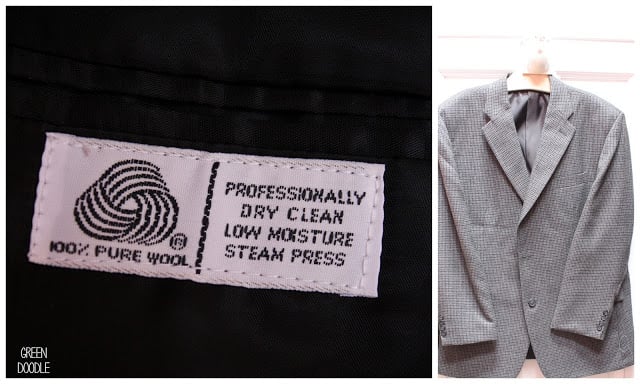 100% PURE WOOL
®
PROFESSIONALLY
DRY CLEAN
LOW MOISTURE
STEAM PRESS
GREEN
DOODLE